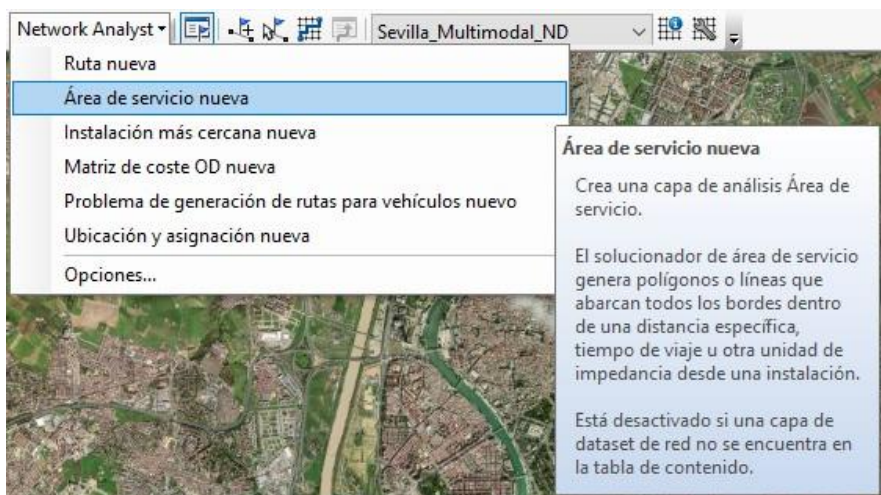 Network Analyst
Sevilla_Multimodal_ND
Ruta nueva
Área de servicio nueva
Instalación más cercana nueva
Matriz de coste OD nueva
Problema de generación de rutas para vehículos nuevo
Ubicación y asignación nueva
Opciones...
Área de servicio nueva
Crea una capa de análisis Área de
servicio.
El solucionador de área de servicio
genera polígonos o líneas que
abarcan todos los bordes dentro
de una distancia específica,
tiempo de viaje u otra unidad de
impedancia desde una instalación.
Está desactivado si una capa de
dataset de red no se encuentra en
la tabla de contenido.